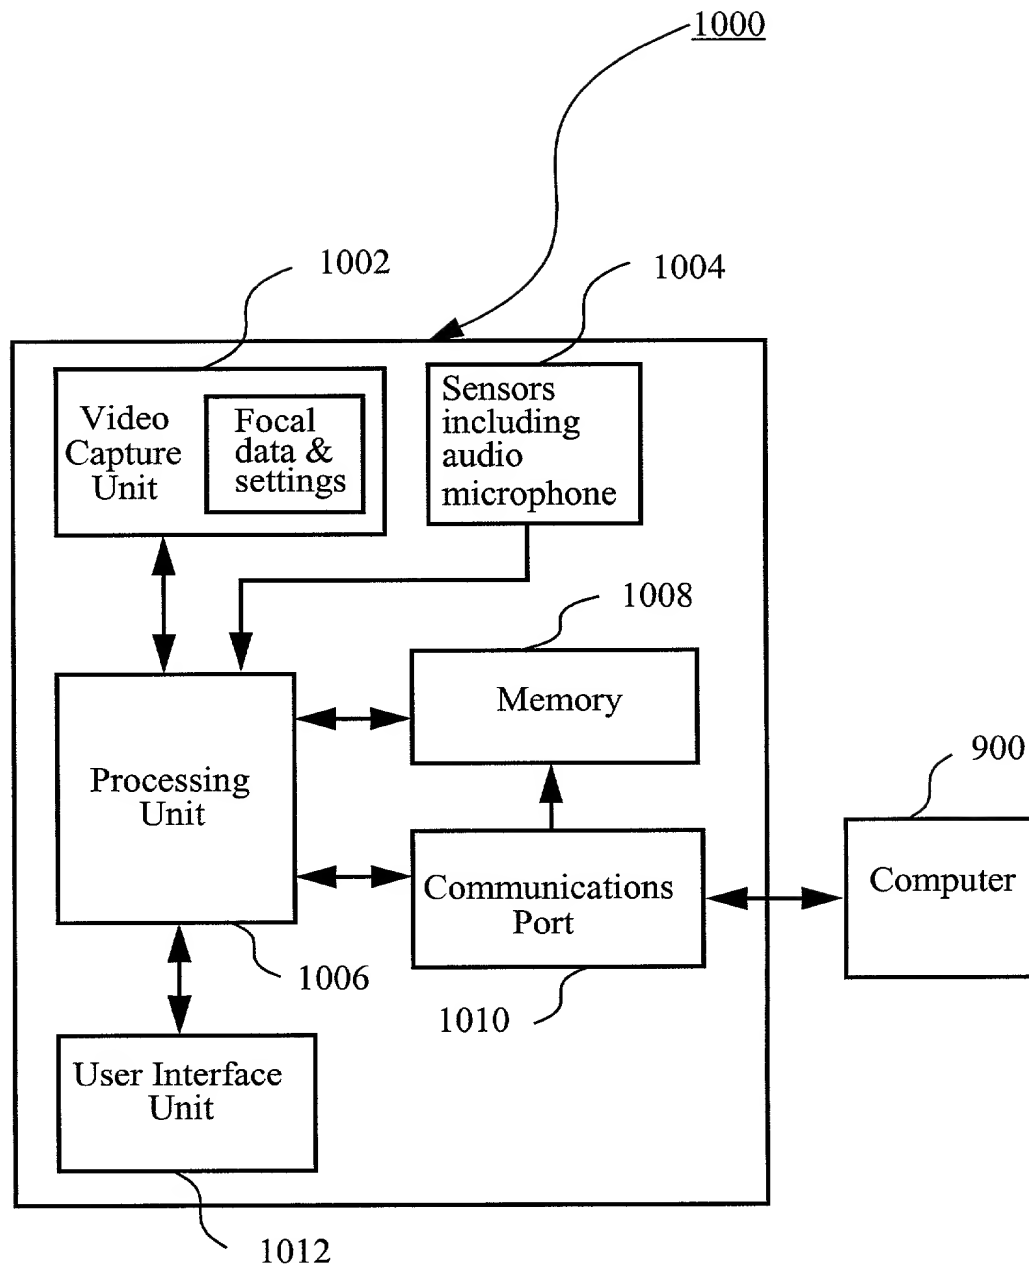 1000
1002
1004
Video
Capture
Unit
Focal
data &
settings
Sensors
including
audio
microphone
1008
Memory
Processing
Unit
900
Computer
Communications
Port
1006
1010
User Interface
Unit
1012